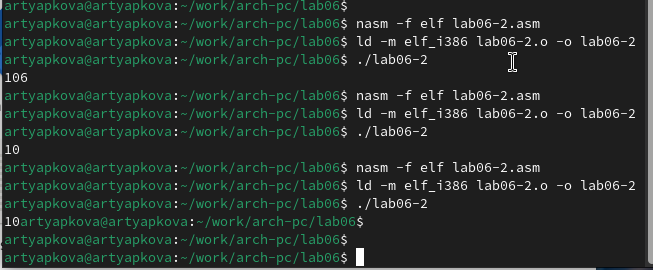 artyapkova@artyapkova:~/work/arch-pc/lab06$
artyapkova@artyapkova:~/work/arch-pc/lab06$ nasm -f elf lab06-2.asm
artyapkova@artyapkova:~/work/arch-pc/lab06$ ld -m elf_i386 lab06-2.o -o lab06-2
artyapkova@artyapkova:~/work/arch-pc/lab06$ ./lab06-2
106
artyapkova@artyapkova:~/work/arch-pc/lab06$ nasm -f elf lab06-2.asm
artyapkova@artyapkova:~/work/arch-pc/lab06$ ld -m elf_i386 lab06-2.o -o lab06-2
artyapkova@artyapkova:~/work/arch-pc/lab06$ ./lab06-2
10
artyapkova@artyapkova:~/work/arch-pc/lab06$ nasm -f elf lab06-2.asm
artyapkova@artyapkova:~/work/arch-pc/lab06$ ld -m elf_i386 lab06-2.o -o lab06-2
artyapkova@artyapkova:~/work/arch-pc/lab06$ ./lab06-2
10artyapkova@artyapkova:~/work/arch-pc/lab06$
artyapkova@artyapkova:~/work/arch-pc/lab06$
artyapkova@artyapkova:~/work/arch-pc/lab06$